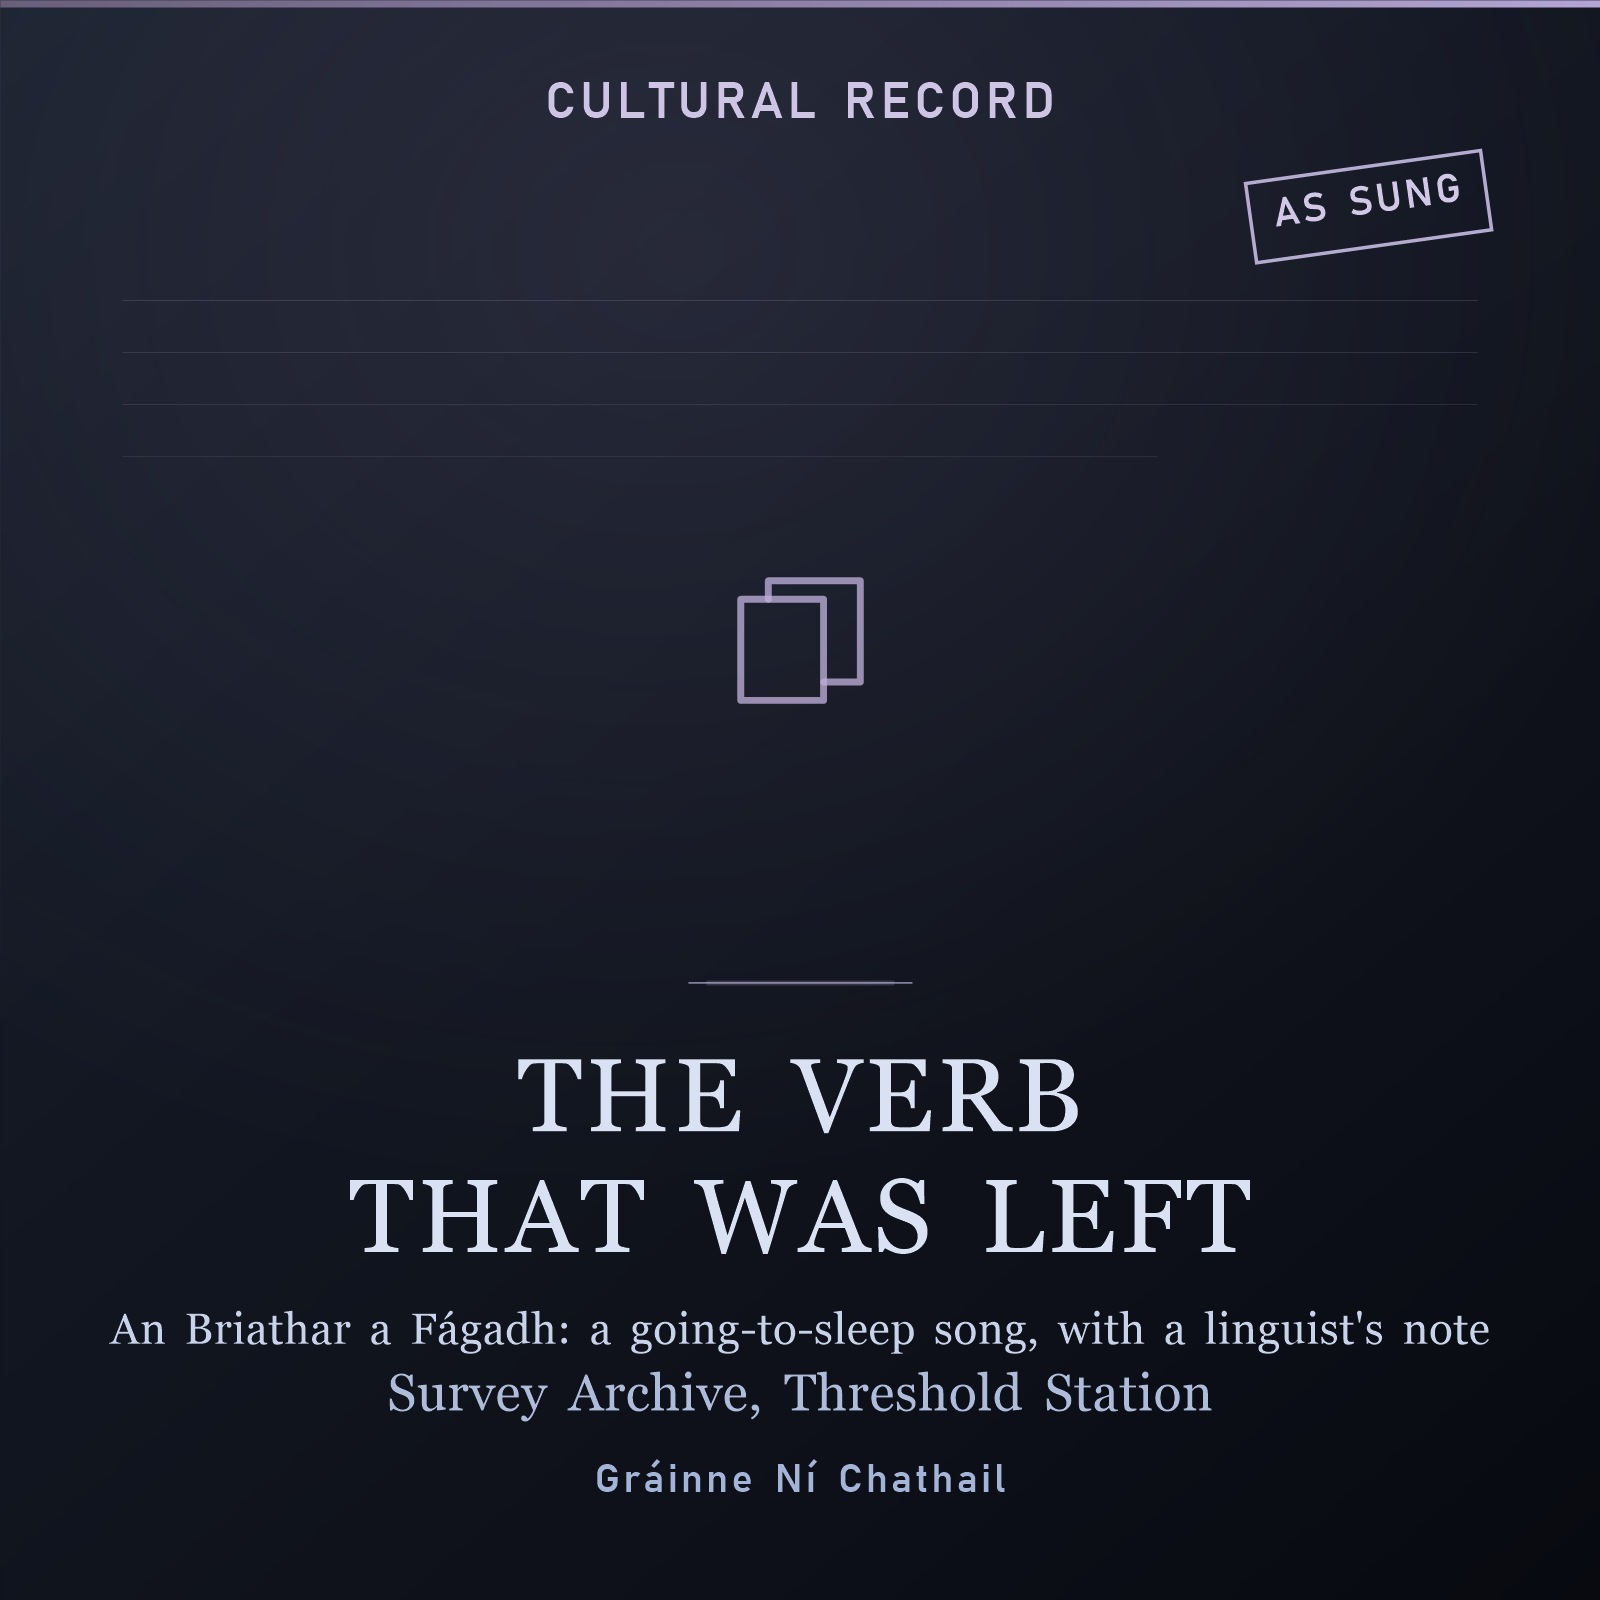 CULTURAL RECORD
AS SUNG
THE VERB
THAT WAS LEFT
An Briathar a Fágadh: a going-to-sleep song, with a linguist's note
Survey Archive, Threshold Station
Gráinne Ní Chathail